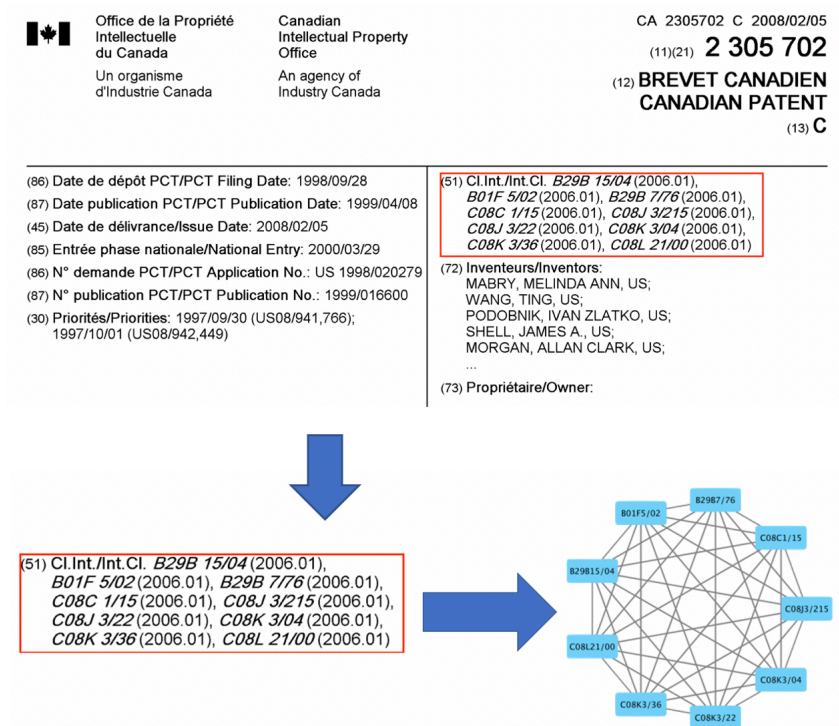 Office de la Propriété
Intellectuelle
du Canada
Un organisme
d'Industrie Canada
Canadian
Intellectual Property
Office
An agency of
Industry Canada
CA 2305702 C 2008/02/05
(11)(21) 2 305 702
(12) BREVET CANADIEN
CANADIAN PATENT
(13) C
(86) Date de dépôt PCT/PCT Filing Date: 1998/09/28
(87) Date publication PCT/PCT Publication Date: 1999/04/08
(45) Date de délivrance/Issue Date: 2008/02/05
(85) Entrée phase nationale/National Entry: 2000/03/29
(86) N° demande PCT/PCT Application No.: US 1998/020279
(87) N° publication PCT/PCT Publication No.: 1999/016600
(30) Priorités/Priorities: 1997/09/30 (US08/941,766);
1997/10/01 (US08/942,449)
(51) Cl.Int./Int.Cl. B29B 15/04 (2006.01),
B01F 5/02 (2006.01), B29B 7/76 (2006.01),
C08C 1/15 (2006.01), C08J 3/215 (2006.01),
C08J 3/22 (2006.01), C08K 3/04 (2006.01),
C08K 3/36 (2006.01), C08L 21/00 (2006.01)
(72) Inventeurs/Inventors:
MABRY, MELINDA ANN, US;
WANG, TING, US;
PODOBNIK, IVAN ZLATKO, US;
SHELL, JAMES A., US;
MORGAN, ALLAN CLARK, US;
...
(73) Propriétaire/Owner:
(51) Cl.Int./Int.Cl. B29B 15/04 (2006.01),
B01F 5/02 (2006.01), B29B 7/76 (2006.01),
C08C 1/15 (2006.01), C08J 3/215 (2006.01),
C08J 3/22 (2006.01), C08K 3/04 (2006.01),
C08K 3/36 (2006.01), C08L 21/00 (2006.01)
B29B7/76
B01F5/02
C08C1/15
B29B15/04
C08J3/215
C08L21/00
C08K3/04
C08K3/36
C08K3/22